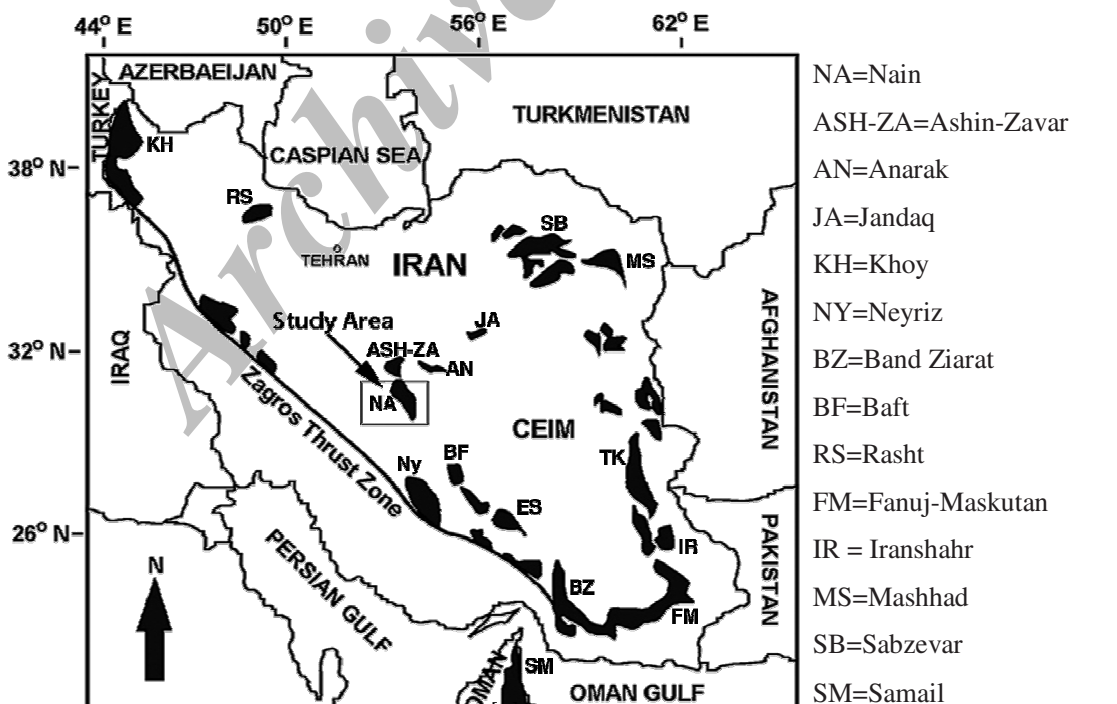 44° E 50° E 56° E 62° E
TURKEY
AZERBAEIJAN
TURKMENISTAN
KH
CASPIAN SEA
38° N
RS
SB
TEHRAN
IRAN
MS
Study Area
JA
AFGHANISTAN
IRAQ
32° N
ASH-ZA
AN
NA
Zagros Thrust Zone
CEIM
BF
TK
Ny
ES
26° N
IR
PAKISTAN
N
PERSIAN GULF
BZ
FM
SM
OMAN
OMAN GULF
Archive
NA=Nain
ASH-ZA=Ashin-Zavar
AN=Anarak
JA=Jandaq
KH=Khoy
NY=Neyriz
BZ=Band Ziarat
BF=Baft
RS=Rasht
FM=Fanuj-Maskutan
IR = Iranshahr
MS=Mashhad
SB=Sabzevar
SM=Samail